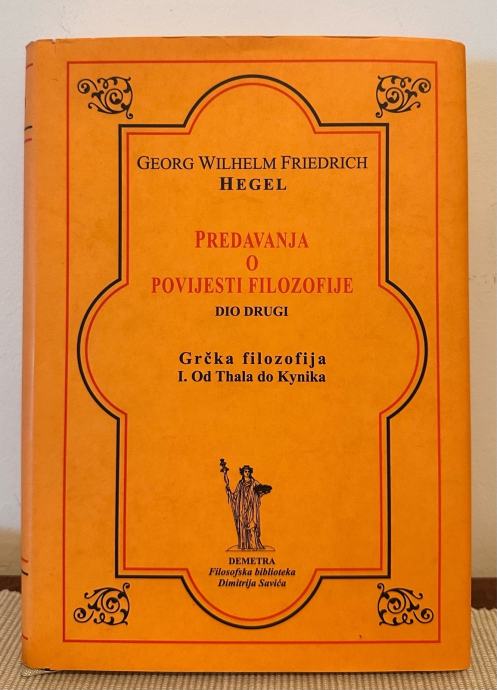 GEORG WILHELM FRIEDRICH
HEGEL
PREDAVANJA
O
POVIJESTI FILOZOFIJE
DIO DRUGI
Grčka filozofija
I. Od Thala do Kynika
DEMETRA
Filosofska biblioteka
Dimitrija Savića